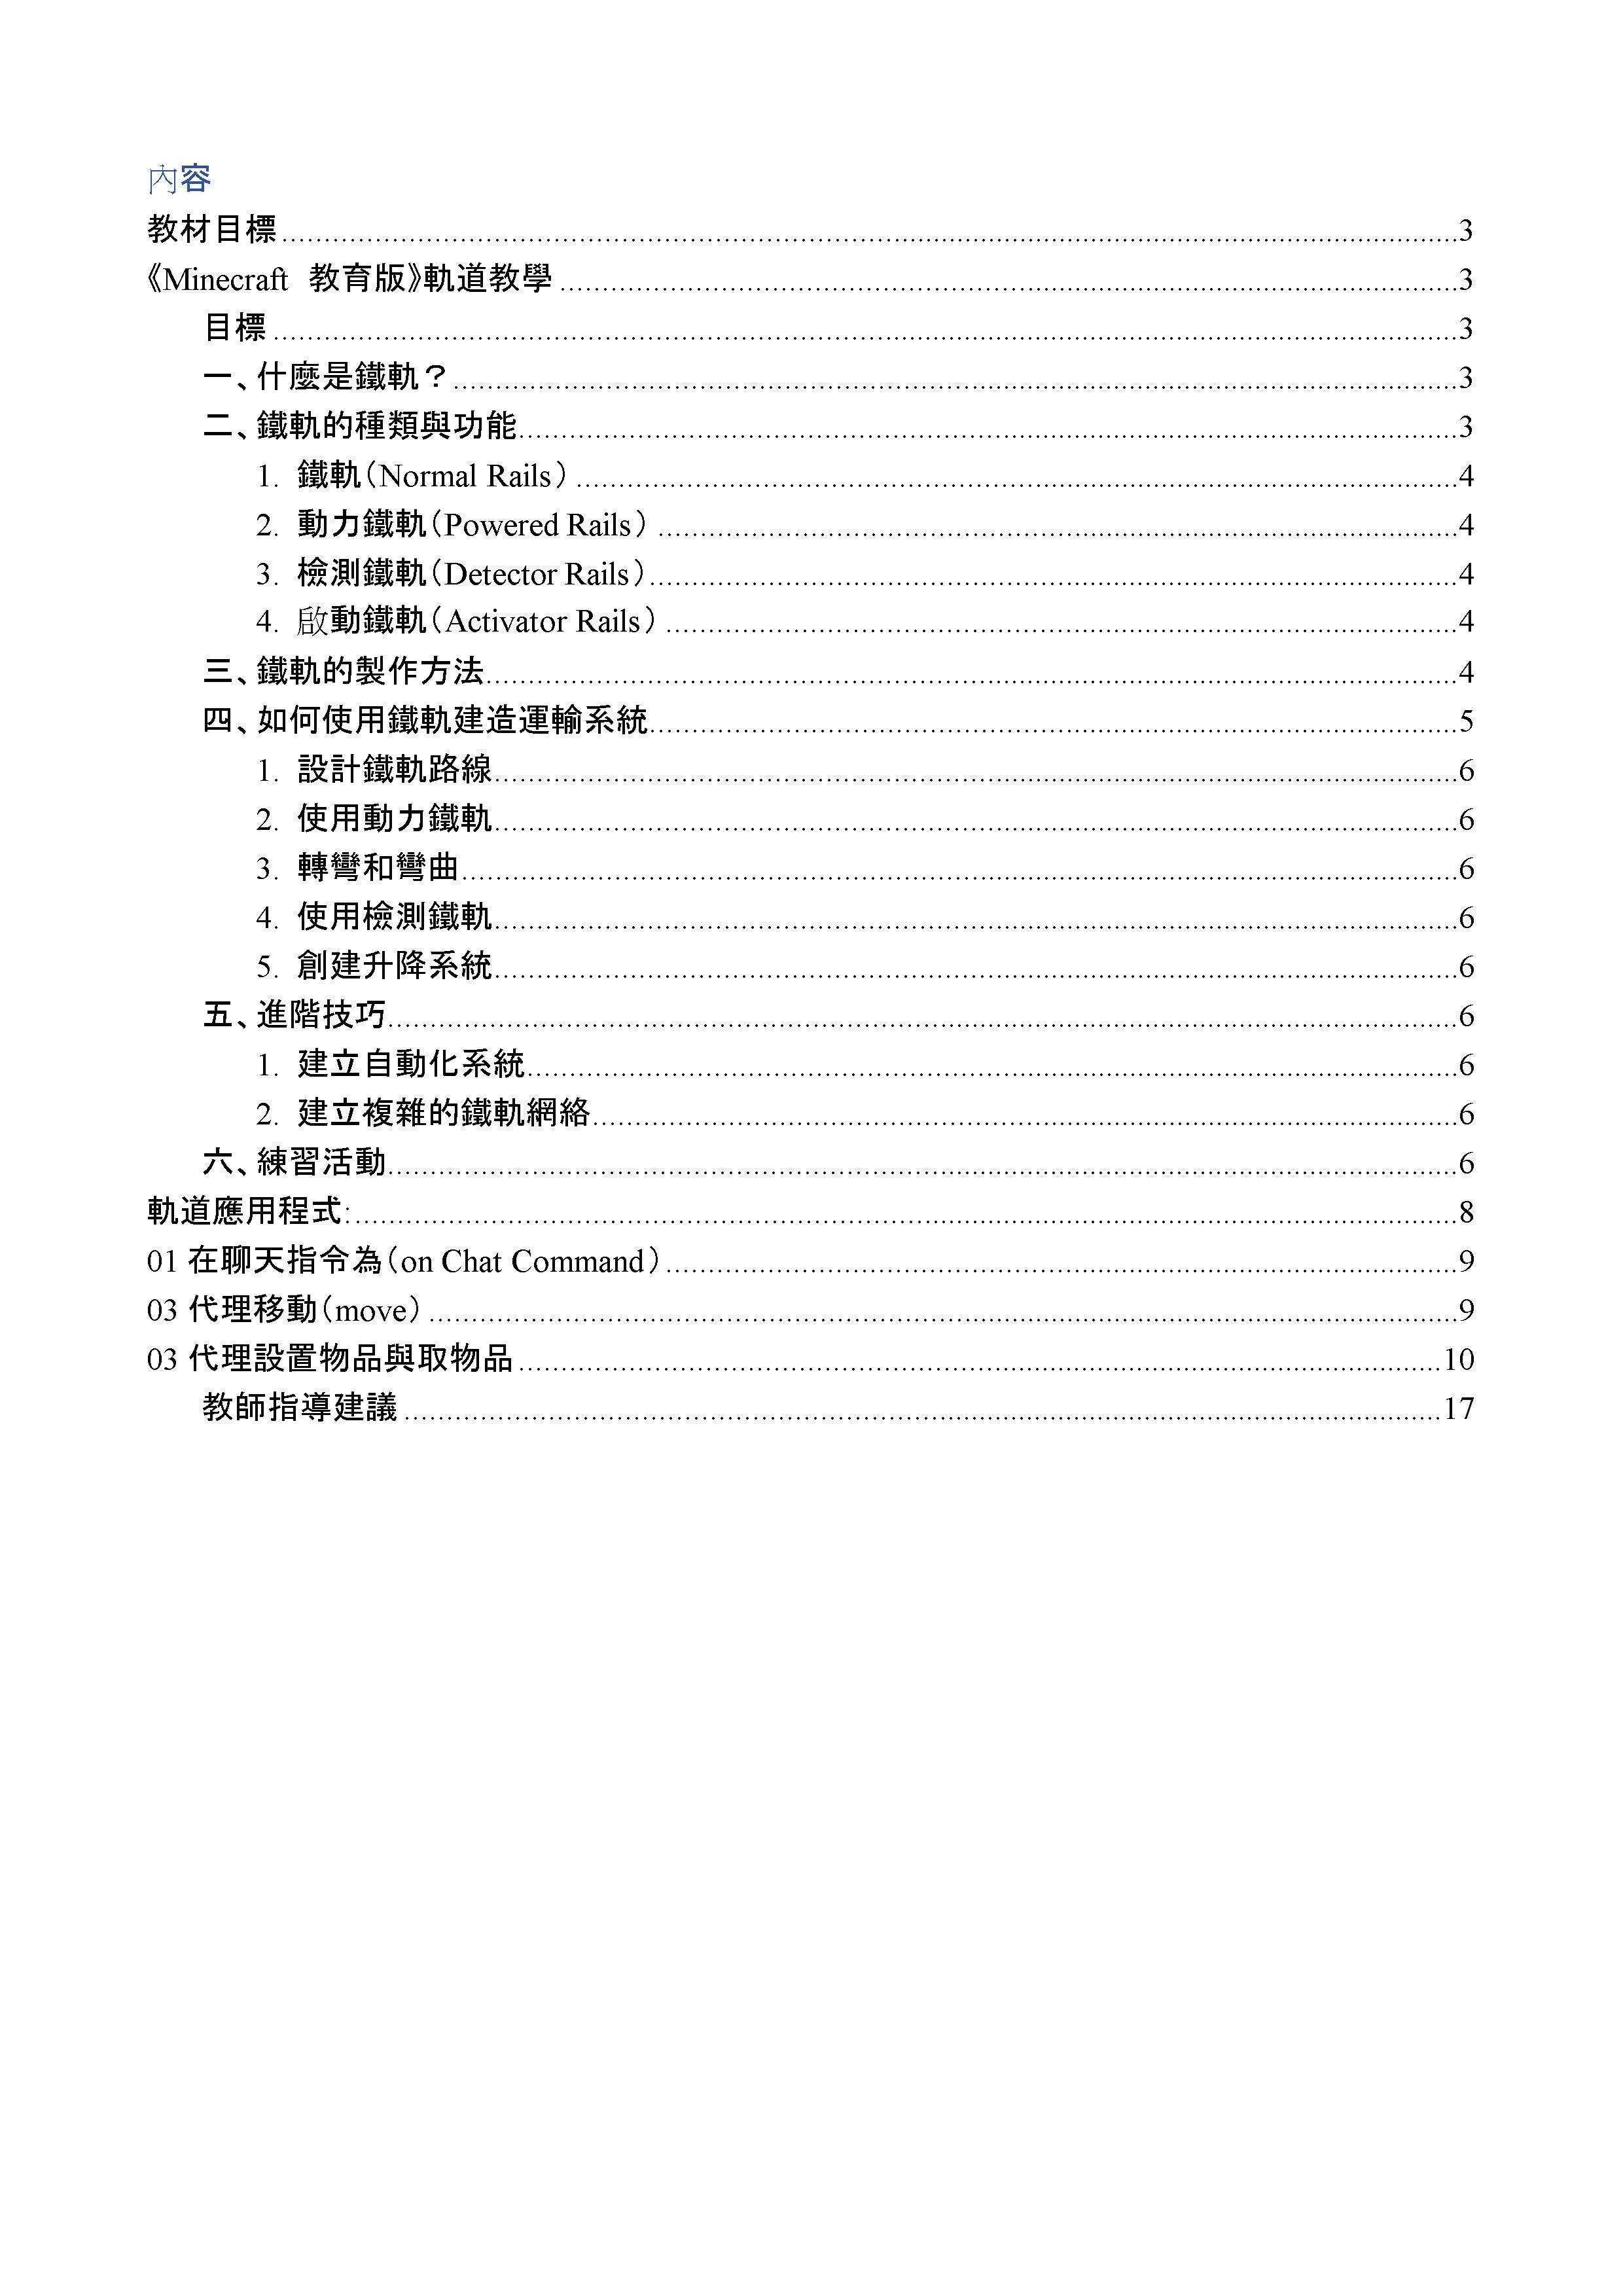 內容
教材目標 3
《Minecraft 教育版》軌道教學 3
目標 3
一、什麼是鐵軌？ 3
二、鐵軌的種類與功能 3
1. 鐵軌（Normal Rails） 4
2. 動力鐵軌（Powered Rails） 4
3. 檢測鐵軌（Detector Rails） 4
4. 啟動鐵軌（Activator Rails） 4
三、鐵軌的製作方法 4
四、如何使用鐵軌建造運輸系統 5
1. 設計鐵軌路線 6
2. 使用動力鐵軌 6
3. 轉彎和彎曲 6
4. 使用檢測鐵軌 6
5. 創建升降系統 6
五、進階技巧 6
1. 建立自動化系統 6
2. 建立複雜的鐵軌網絡 6
六、練習活動 6
軌道應用程式: 8
01 在聊天指令為（on Chat Command） 9
03 代理移動（move） 9
03 代理設置物品與取物品 10
教師指導建議 17